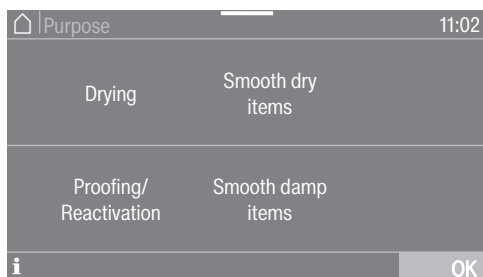 Purpose
11:02
Drying
Smooth dry
items
Proofing/
Reactivation
Smooth damp
items
i
OK